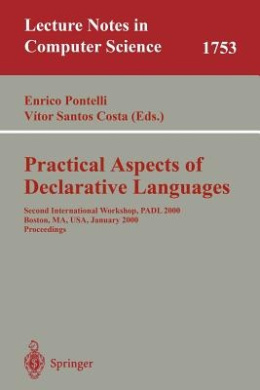 Lecture Notes in
Computer Science 1753
Enrico Pontelli
Vítor Santos Costa (Eds.)
Practical Aspects of
Declarative Languages
Second International Workshop, PADL 2000
Boston, MA, USA, January 2000
Proceedings
Springer